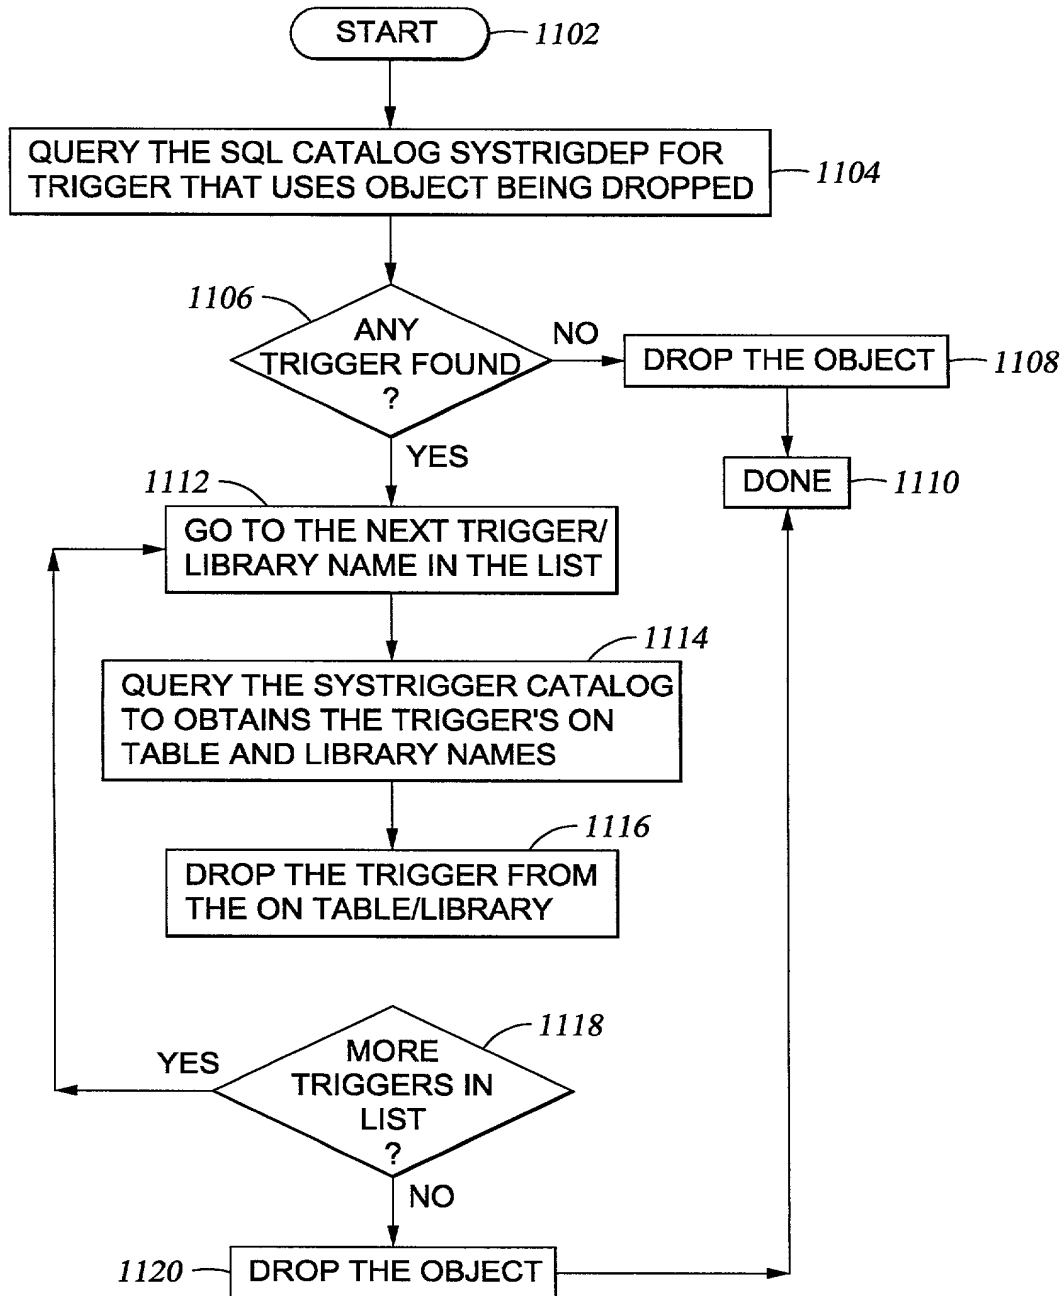 START
1102
QUERY THE SQL CATALOG SYSTRIGDEP FOR
TRIGGER THAT USES OBJECT BEING DROPPED
1104
1106
ANY
TRIGGER FOUND
?
NO
DROP THE OBJECT
1108
YES
DONE
1110
1112
GO TO THE NEXT TRIGGER/
LIBRARY NAME IN THE LIST
1114
QUERY THE SYSTRIGGER CATALOG
TO OBTAINS THE TRIGGER'S ON
TABLE AND LIBRARY NAMES
1116
DROP THE TRIGGER FROM
THE ON TABLE/LIBRARY
1118
YES
MORE
TRIGGERS IN
LIST
?
NO
1120
DROP THE OBJECT